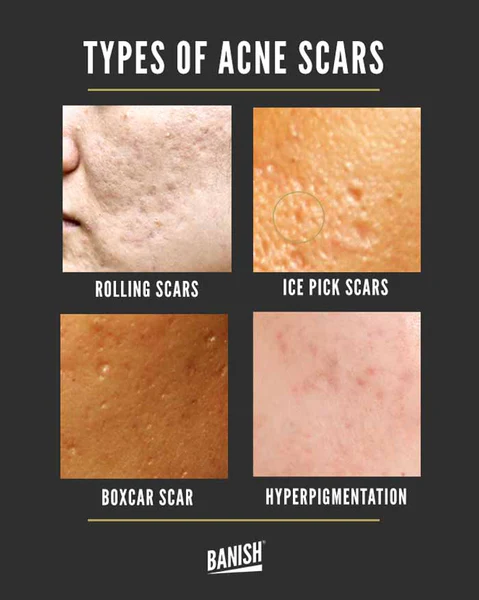 TYPES OF ACNE SCARS
ROLLING SCARS
ICE PICK SCARS
BOXCAR SCAR
HYPERPIGMENTATION
BANISH®